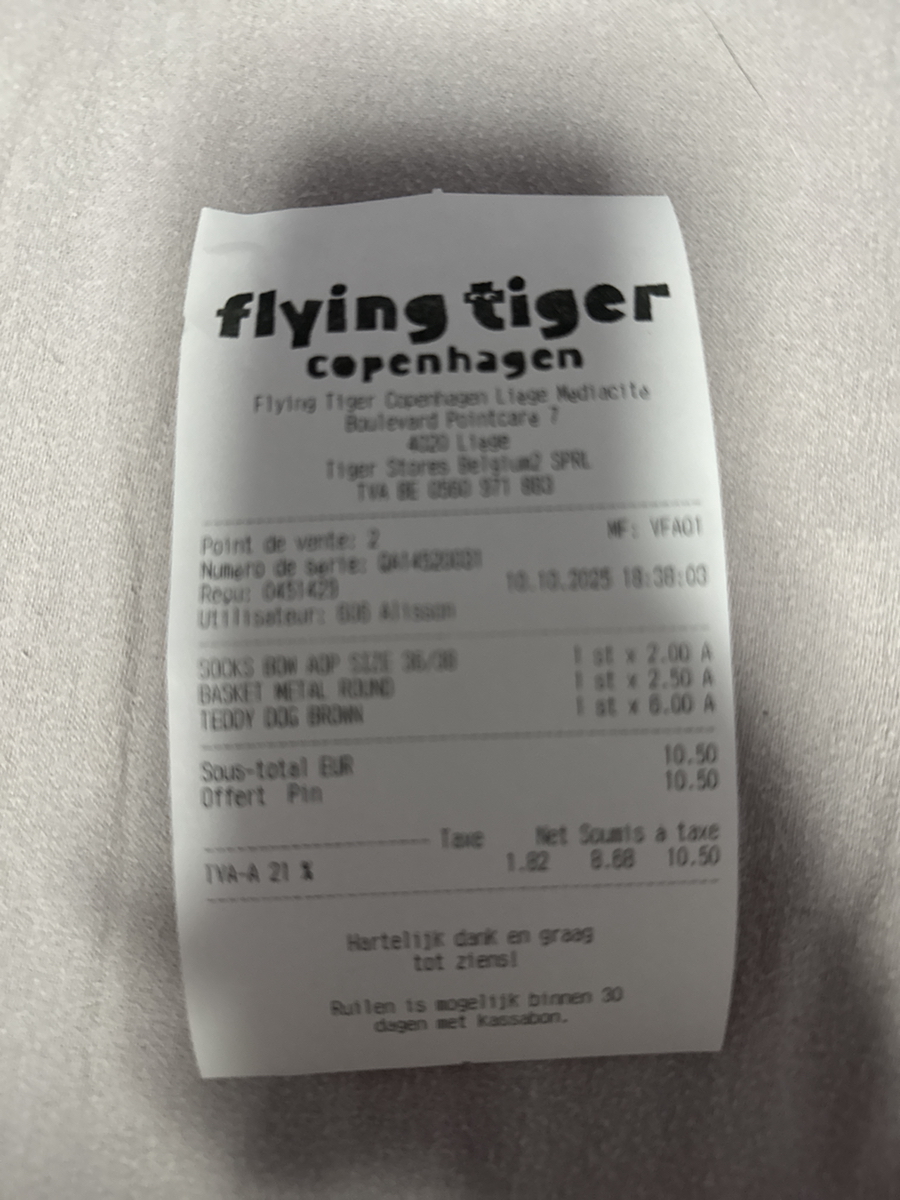 flying tiger
copenhagen
Flying Tiger Copenhagen Liege Mediacite
Boulevard Pointcare 7
4020 Liege
Tiger Stores Belgium2 SPRL
TVA BE 0560 971 883
Point de vente: 2 MF: VFA01
Numero de serie:
Reçu: 0451429 10.10.2025 18:38:03
Utilisateur: Alisson
SOCKS BOW AOP SIZE 36/38 1 st x 2.00 A
BASKET METAL ROUND 1 st x 2.50 A
TEDDY DOG BROWN 1 st x 6.00 A
Sous-total EUR 10.50
Offert Pin 10.50
Taxe Net Soumis a taxe
TVA-A 21 % 1.82 8.68 10.50
Hartelijk dank en graag
tot ziens!
Ruilen is mogelijk binnen 30
dagen met kassabon.